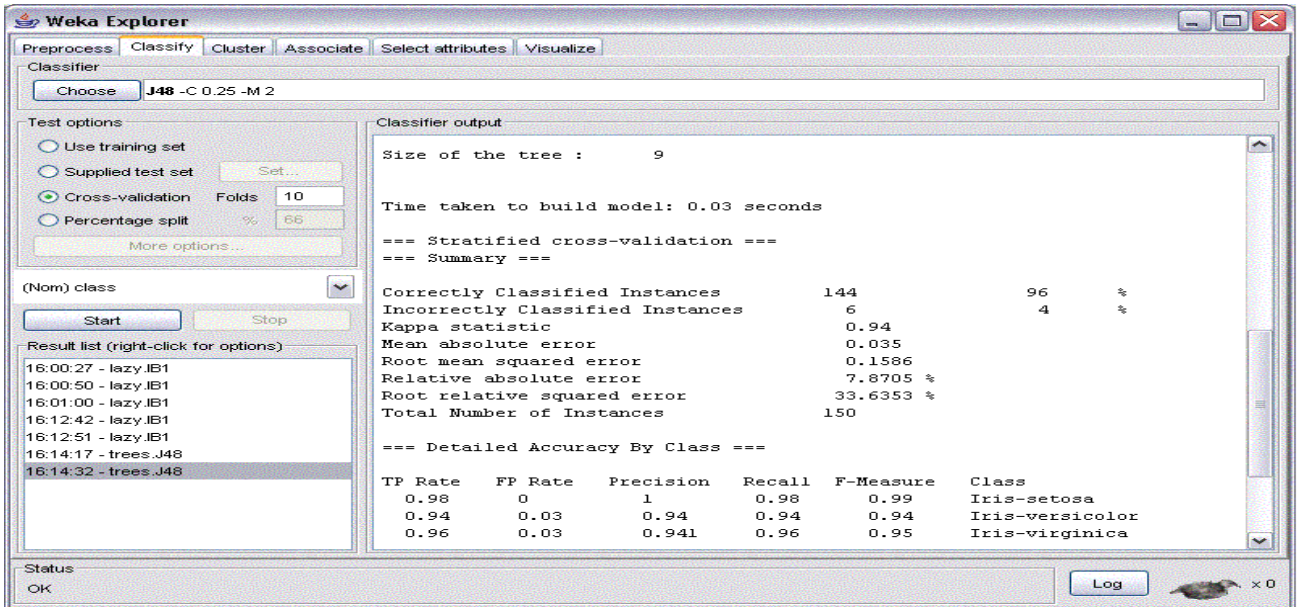 Weka Explorer
Preprocess Classify Cluster Associate Select attributes Visualize
Classifier
Choose J48 -C 0.25 -M 2
Test options
Use training set
Supplied test set Set...
Cross-validation Folds 10
Percentage split % 66
More options...
(Nom) class
Start Stop
Result list (right-click for options)
16:00:27 - lazy.IB1
16:00:50 - lazy.IB1
16:01:00 - lazy.IB1
16:12:42 - lazy.IB1
16:12:51 - lazy.IB1
16:14:17 - trees.J48
16:14:32 - trees.J48
Classifier output
Size of the tree : 9
Time taken to build model: 0.03 seconds
=== Stratified cross-validation ===
=== Summary ===
Correctly Classified Instances 144 96 %
Incorrectly Classified Instances 6 4 %
Kappa statistic 0.94
Mean absolute error 0.035
Root mean squared error 0.1586
Relative absolute error 7.8705 %
Root relative squared error 33.6353 %
Total Number of Instances 150
=== Detailed Accuracy By Class ===
TP Rate FP Rate Precision Recall F-Measure Class
0.98 0 1 0.98 0.99 Iris-setosa
0.94 0.03 0.94 0.94 0.94 Iris-versicolor
0.96 0.03 0.941 0.96 0.95 Iris-virginica
Status
OK
Log x 0